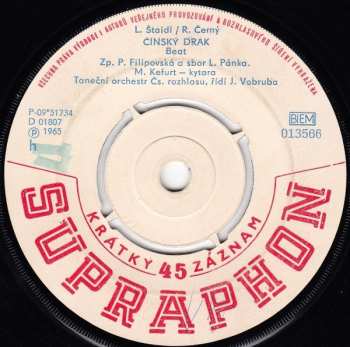 VŠECHNA PRÁVA VÝROBCE I AUTORŮ VEŘEJNÉHO PROVOZOVÁNÍ A ROZHLASOVÉHO ŠÍŘENÍ VYHRAZENA
L. Štaidl / R. Černý
ČÍNSKÝ DRAK
Beat
Zp. P. Filipovská a sbor L. Pánka.
M. Kefurt – kytara
Taneční orchestr Čs. rozhlasu, řídí J. Vobruba
P-09*51734
D 01807
Ⓟ 1965
h
BIEM
013566
KRÁTKÝ 45 ZÁZNAM
SUPRAPHON